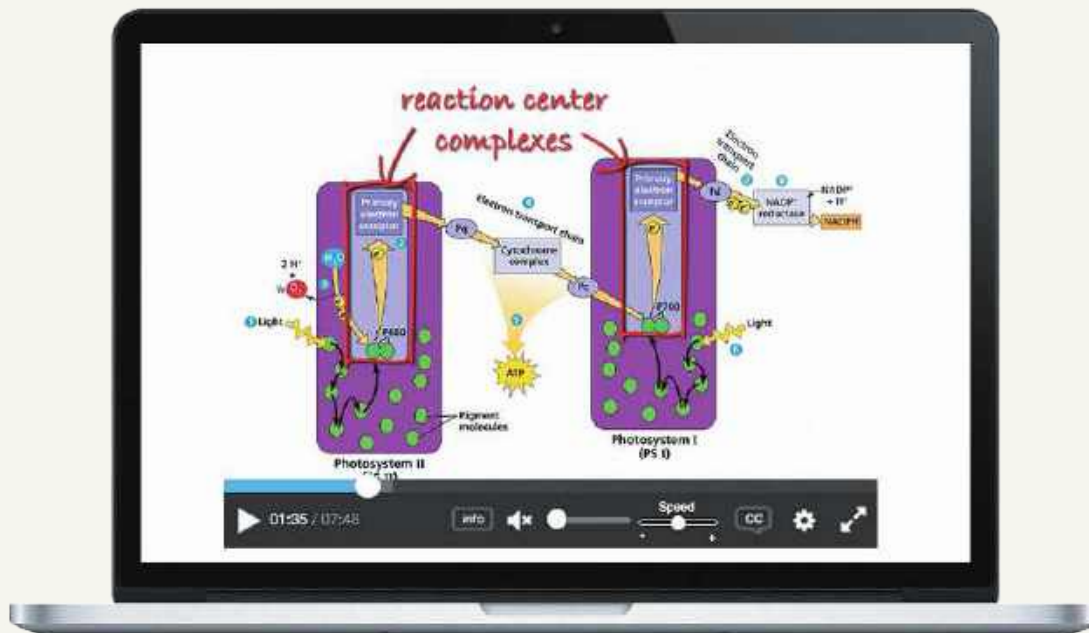 reaction center
complexes
Electron
transport
chain
Primary
electron
acceptor
Primary
electron
acceptor
Electron transport chain
Pq
Cytochrome
complex
Pc
Fd
NADP⁺
reductase
NADP⁺
+ H⁺
NADPH
H₂O
2 H⁺
+
O₂
e⁻
e⁻
P680
P700
Light
Light
ATP
Pigment
molecules
Photosystem II
Photosystem I
(PS I)
01:35 / 07:48
info
Speed
- +
CC